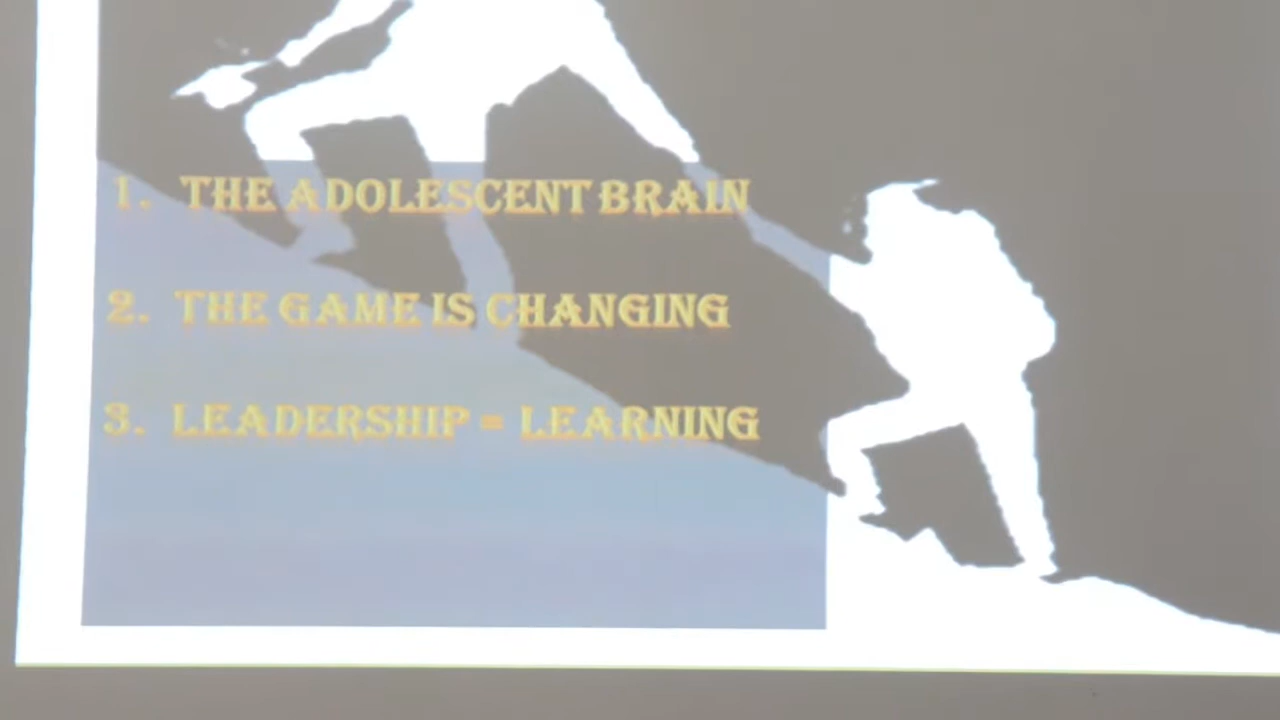 1. THE ADOLESCENT BRAIN
2. THE GAME IS CHANGING
3. LEADERSHIP = LEARNING